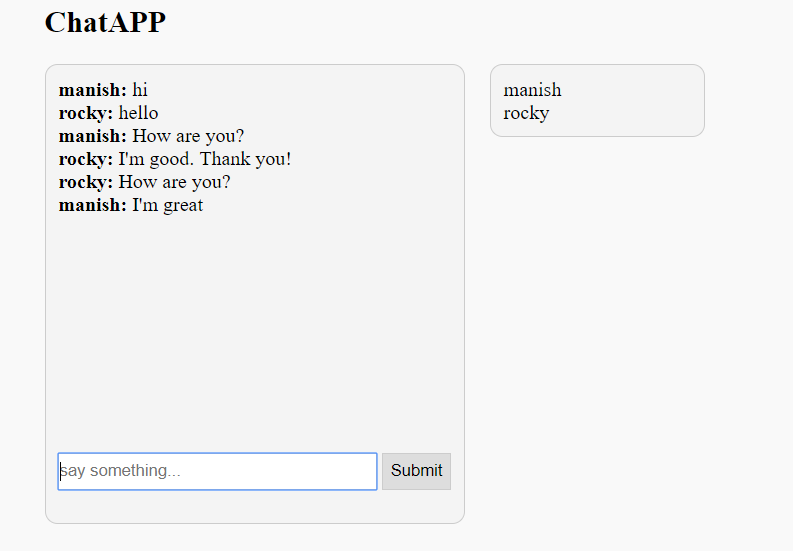 ChatAPP
manish: hi
rocky: hello
manish: How are you?
rocky: I'm good. Thank you!
rocky: How are you?
manish: I'm great
say something...
Submit
manish
rocky